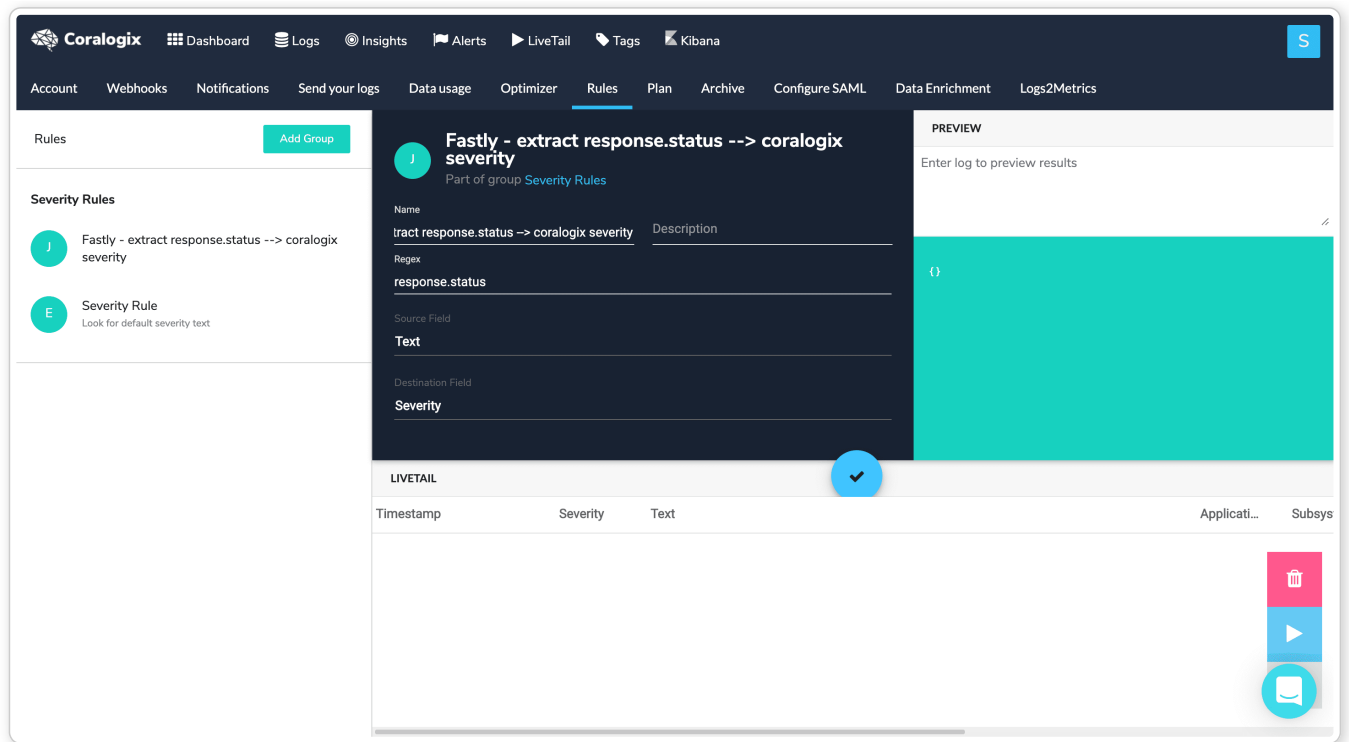 Coralogix Dashboard Logs Insights Alerts LiveTail Tags Kibana S
Account Webhooks Notifications Send your logs Data usage Optimizer Rules Plan Archive Configure SAML Data Enrichment Logs2Metrics
Rules Add Group
Severity Rules
J Fastly - extract response.status --> coralogix
severity
E Severity Rule
Look for default severity text
J Fastly - extract response.status --> coralogix
severity
Part of group Severity Rules
Name
tract response.status --> coralogix severity Description
Regex
response.status
Source Field
Text
Destination Field
Severity
PREVIEW
Enter log to preview results
{}
LIVETAIL
Timestamp Severity Text Applicati... Subsys